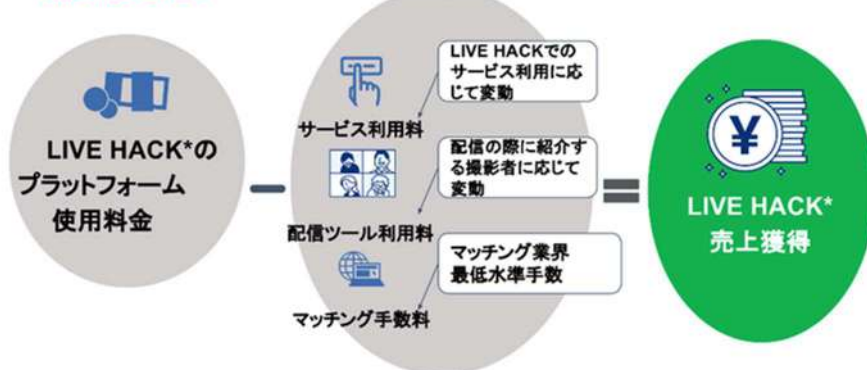 LIVE HACK*の
プラットフォーム
使用料金
LIVE HACKでの
サービス利用に応
じて変動
サービス利用料
配信の際に紹介す
る撮影者に応じて
変動
配信ツール利用料
マッチング業界
最低水準手数
マッチング手数料
¥
LIVE HACK*
売上獲得